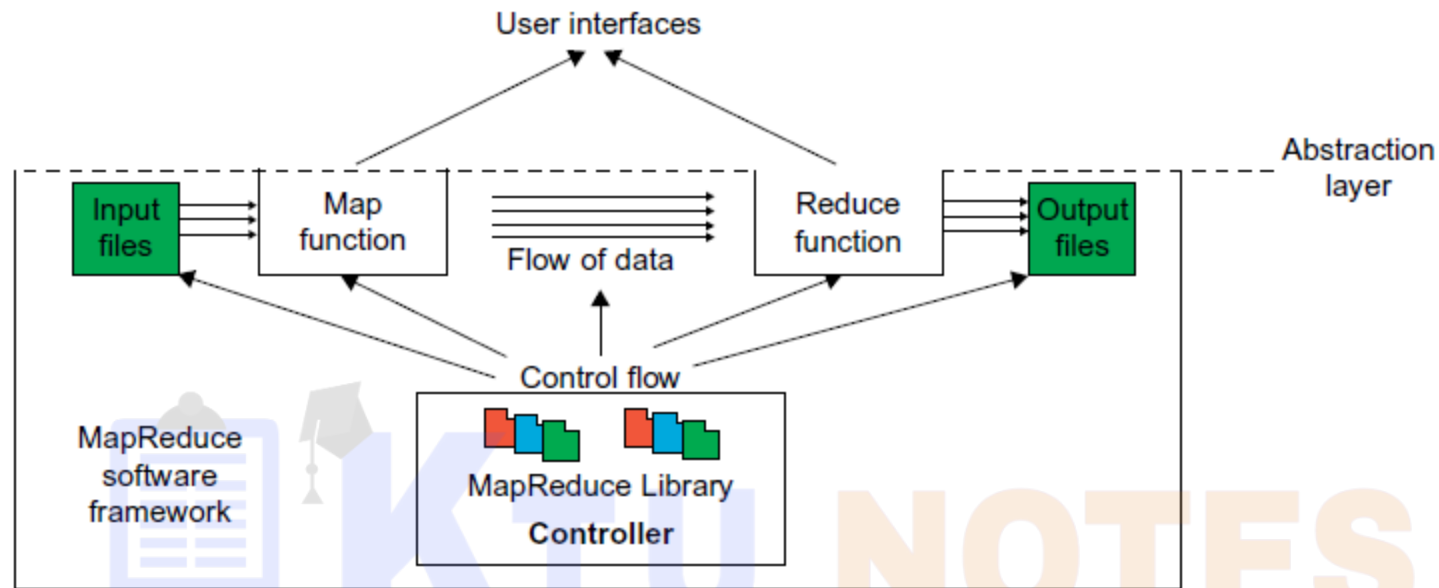 User interfaces
Abstraction
layer
Input
files
Map
function
Flow of data
Reduce
function
Output
files
Control flow
MapReduce
software
framework
MapReduce Library
Controller
KTU NOTES